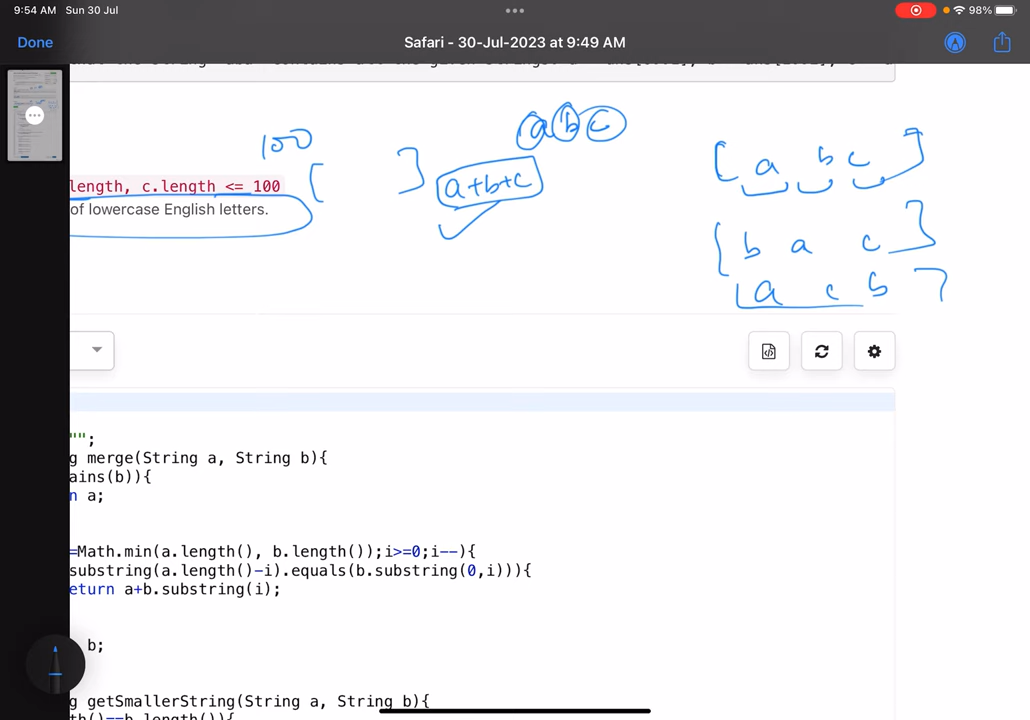 9:54 AM Sun 30 Jul
98%
Done
Safari - 30-Jul-2023 at 9:49 AM
100
a b c
[ a b c ]
length, c.length <= 100
[ ]
a+b+c
of lowercase English letters.
[ b a c ]
[ a c b ]
"";
g merge(String a, String b){
ains(b)){
n a;
=Math.min(a.length(), b.length());i>=0;i--){
substring(a.length()-i).equals(b.substring(0,i))){
eturn a+b.substring(i);
b;
g getSmallerString(String a, String b){
th()==b.length()){